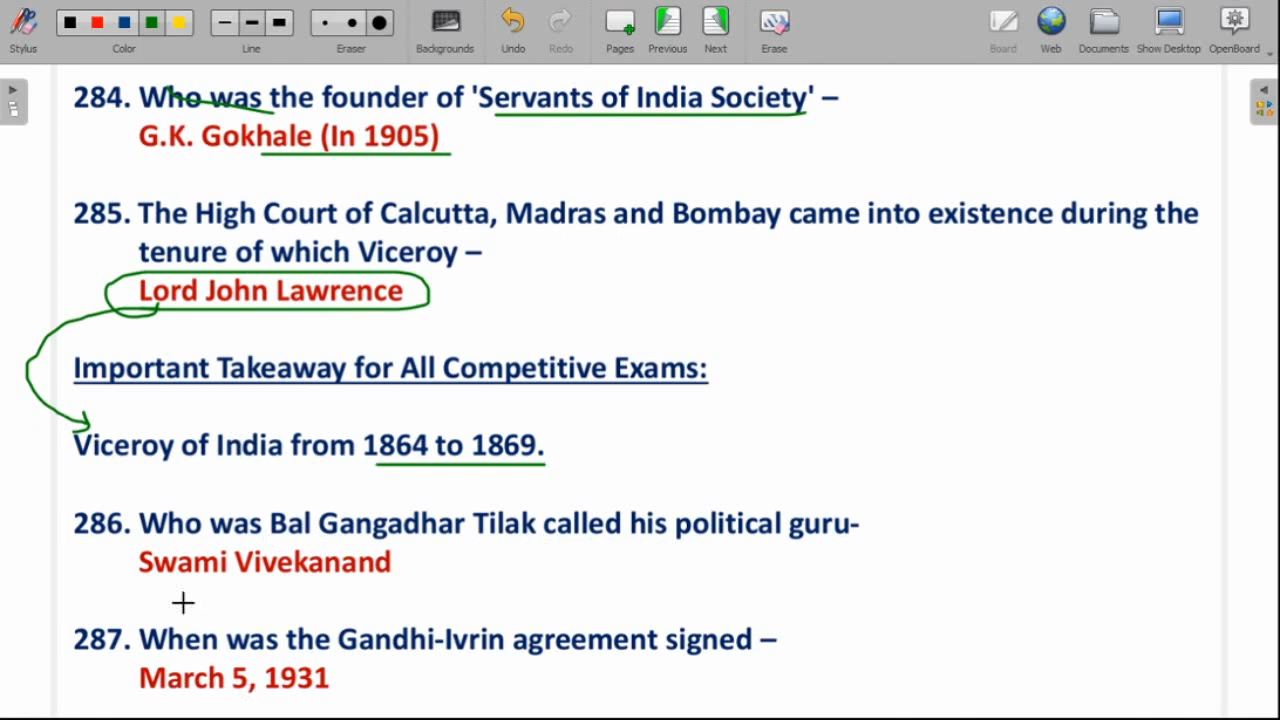 Stylus Color Line Eraser Backgrounds Undo Redo Pages Previous Next Erase Board Web Documents Show Desktop OpenBoard
284. Who was the founder of 'Servants of India Society' –
G.K. Gokhale (In 1905)
285. The High Court of Calcutta, Madras and Bombay came into existence during the
tenure of which Viceroy –
Lord John Lawrence
Important Takeaway for All Competitive Exams:
Viceroy of India from 1864 to 1869.
286. Who was Bal Gangadhar Tilak called his political guru-
Swami Vivekanand
287. When was the Gandhi-Ivrin agreement signed –
March 5, 1931